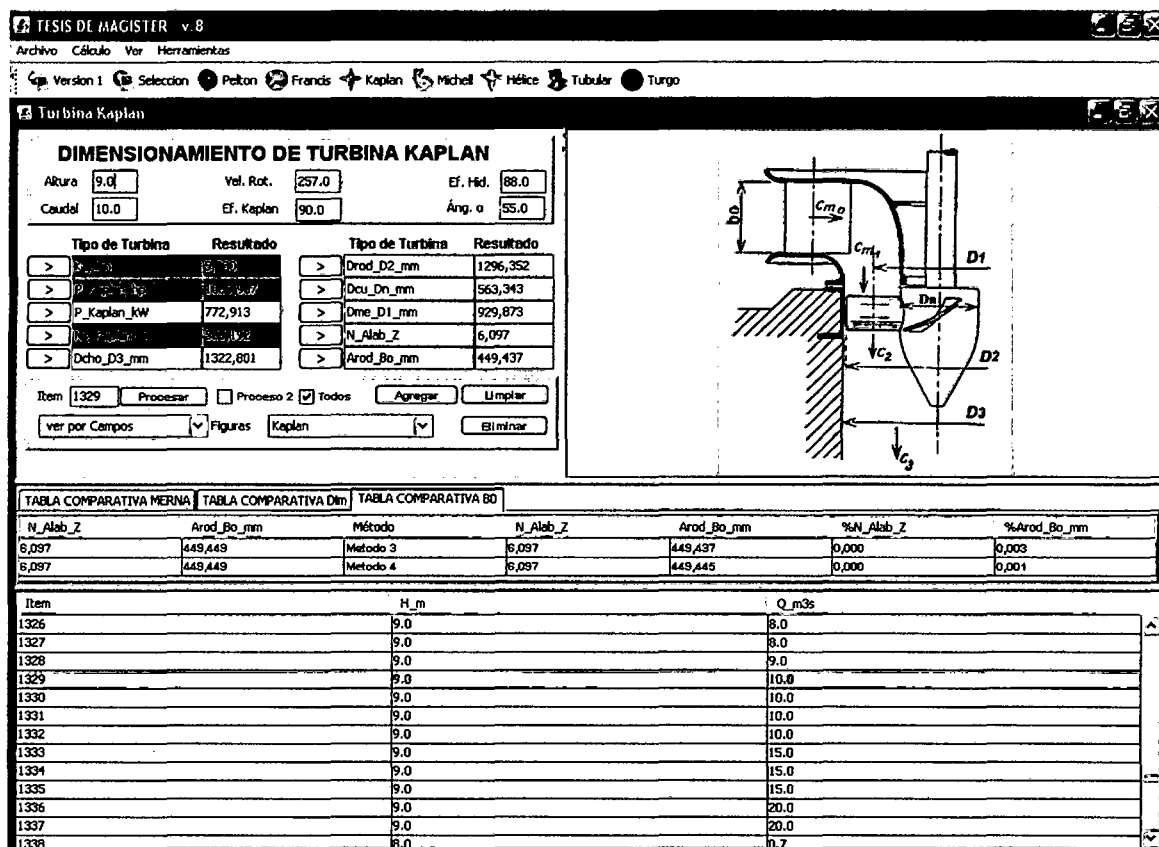 TESIS DE MAGISTER v.8
Archivo Cálculo Ver Herramientas
Version 1 Seleccion Pelton Francis Kaplan Michell Hélice Tubular Turgo
Turbina Kaplan
DIMENSIONAMIENTO DE TURBINA KAPLAN
Altura 9.0 Vel. Rot. 257.0 Ef. Hid. 88.0
Caudal 10.0 Ef. Kaplan 90.0 Áng. α 55.0
Tipo de Turbina Resultado Tipo de Turbina Resultado
> > Drod_D2_mm 1296,352
> > Dcu_Dn_mm 563,343
> P_Kaplan_kW 772,913 > Dme_D1_mm 929,873
> > N_Alab_Z 6,097
> Dcho_D3_mm 1322,801 > Arod_Bo_mm 449,437
Item 1329 Procesar Proceso 2 Todos Agregar Limpiar
ver por Campos Figuras Kaplan Eliminar
bo
cm0
cm1
D1
Dn
c2
D2
D3
c3
TABLA COMPARATIVA MERNA TABLA COMPARATIVA Dim TABLA COMPARATIVA B0
N_Alab_Z Arod_Bo_mm Método N_Alab_Z Arod_Bo_mm %N_Alab_Z %Arod_Bo_mm
6,097 449,449 Metodo 3 6,097 449,437 0,000 0,003
6,097 449,449 Metodo 4 6,097 449,445 0,000 0,001
Item H_m Q_m3s
1326 9.0 8.0
1327 9.0 8.0
1328 9.0 9.0
1329 9.0 10.0
1330 9.0 10.0
1331 9.0 10.0
1332 9.0 10.0
1333 9.0 15.0
1334 9.0 15.0
1335 9.0 15.0
1336 9.0 20.0
1337 9.0 20.0
1338 8.0 0.7